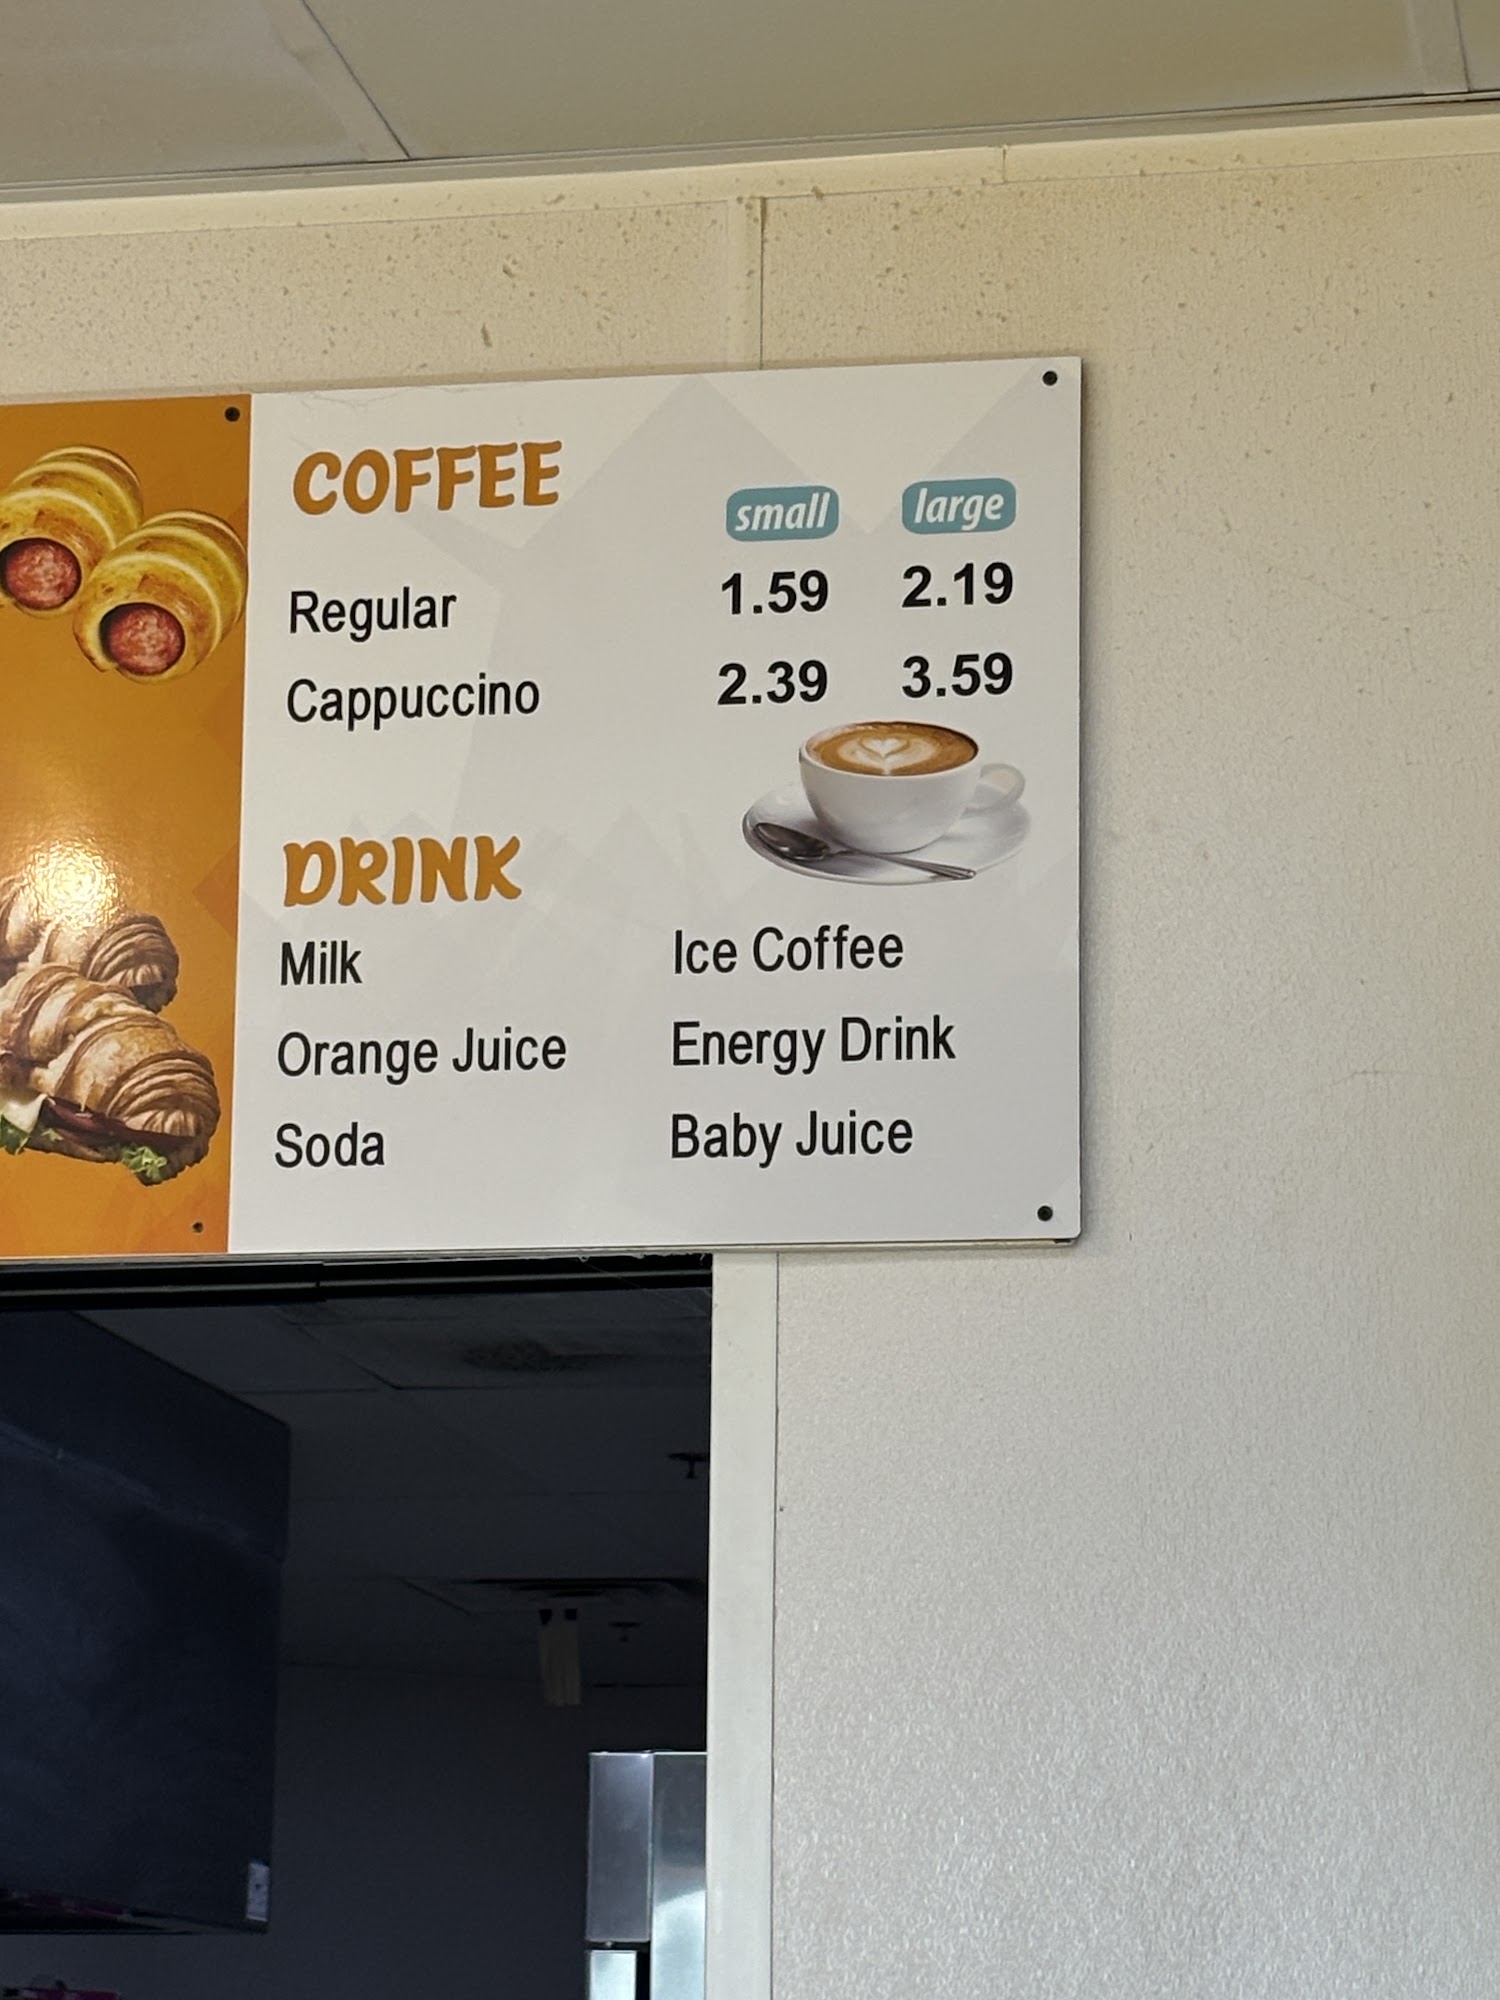 COFFEE
small large
Regular 1.59 2.19
Cappuccino 2.39 3.59
DRINK
Milk Ice Coffee
Orange Juice Energy Drink
Soda Baby Juice